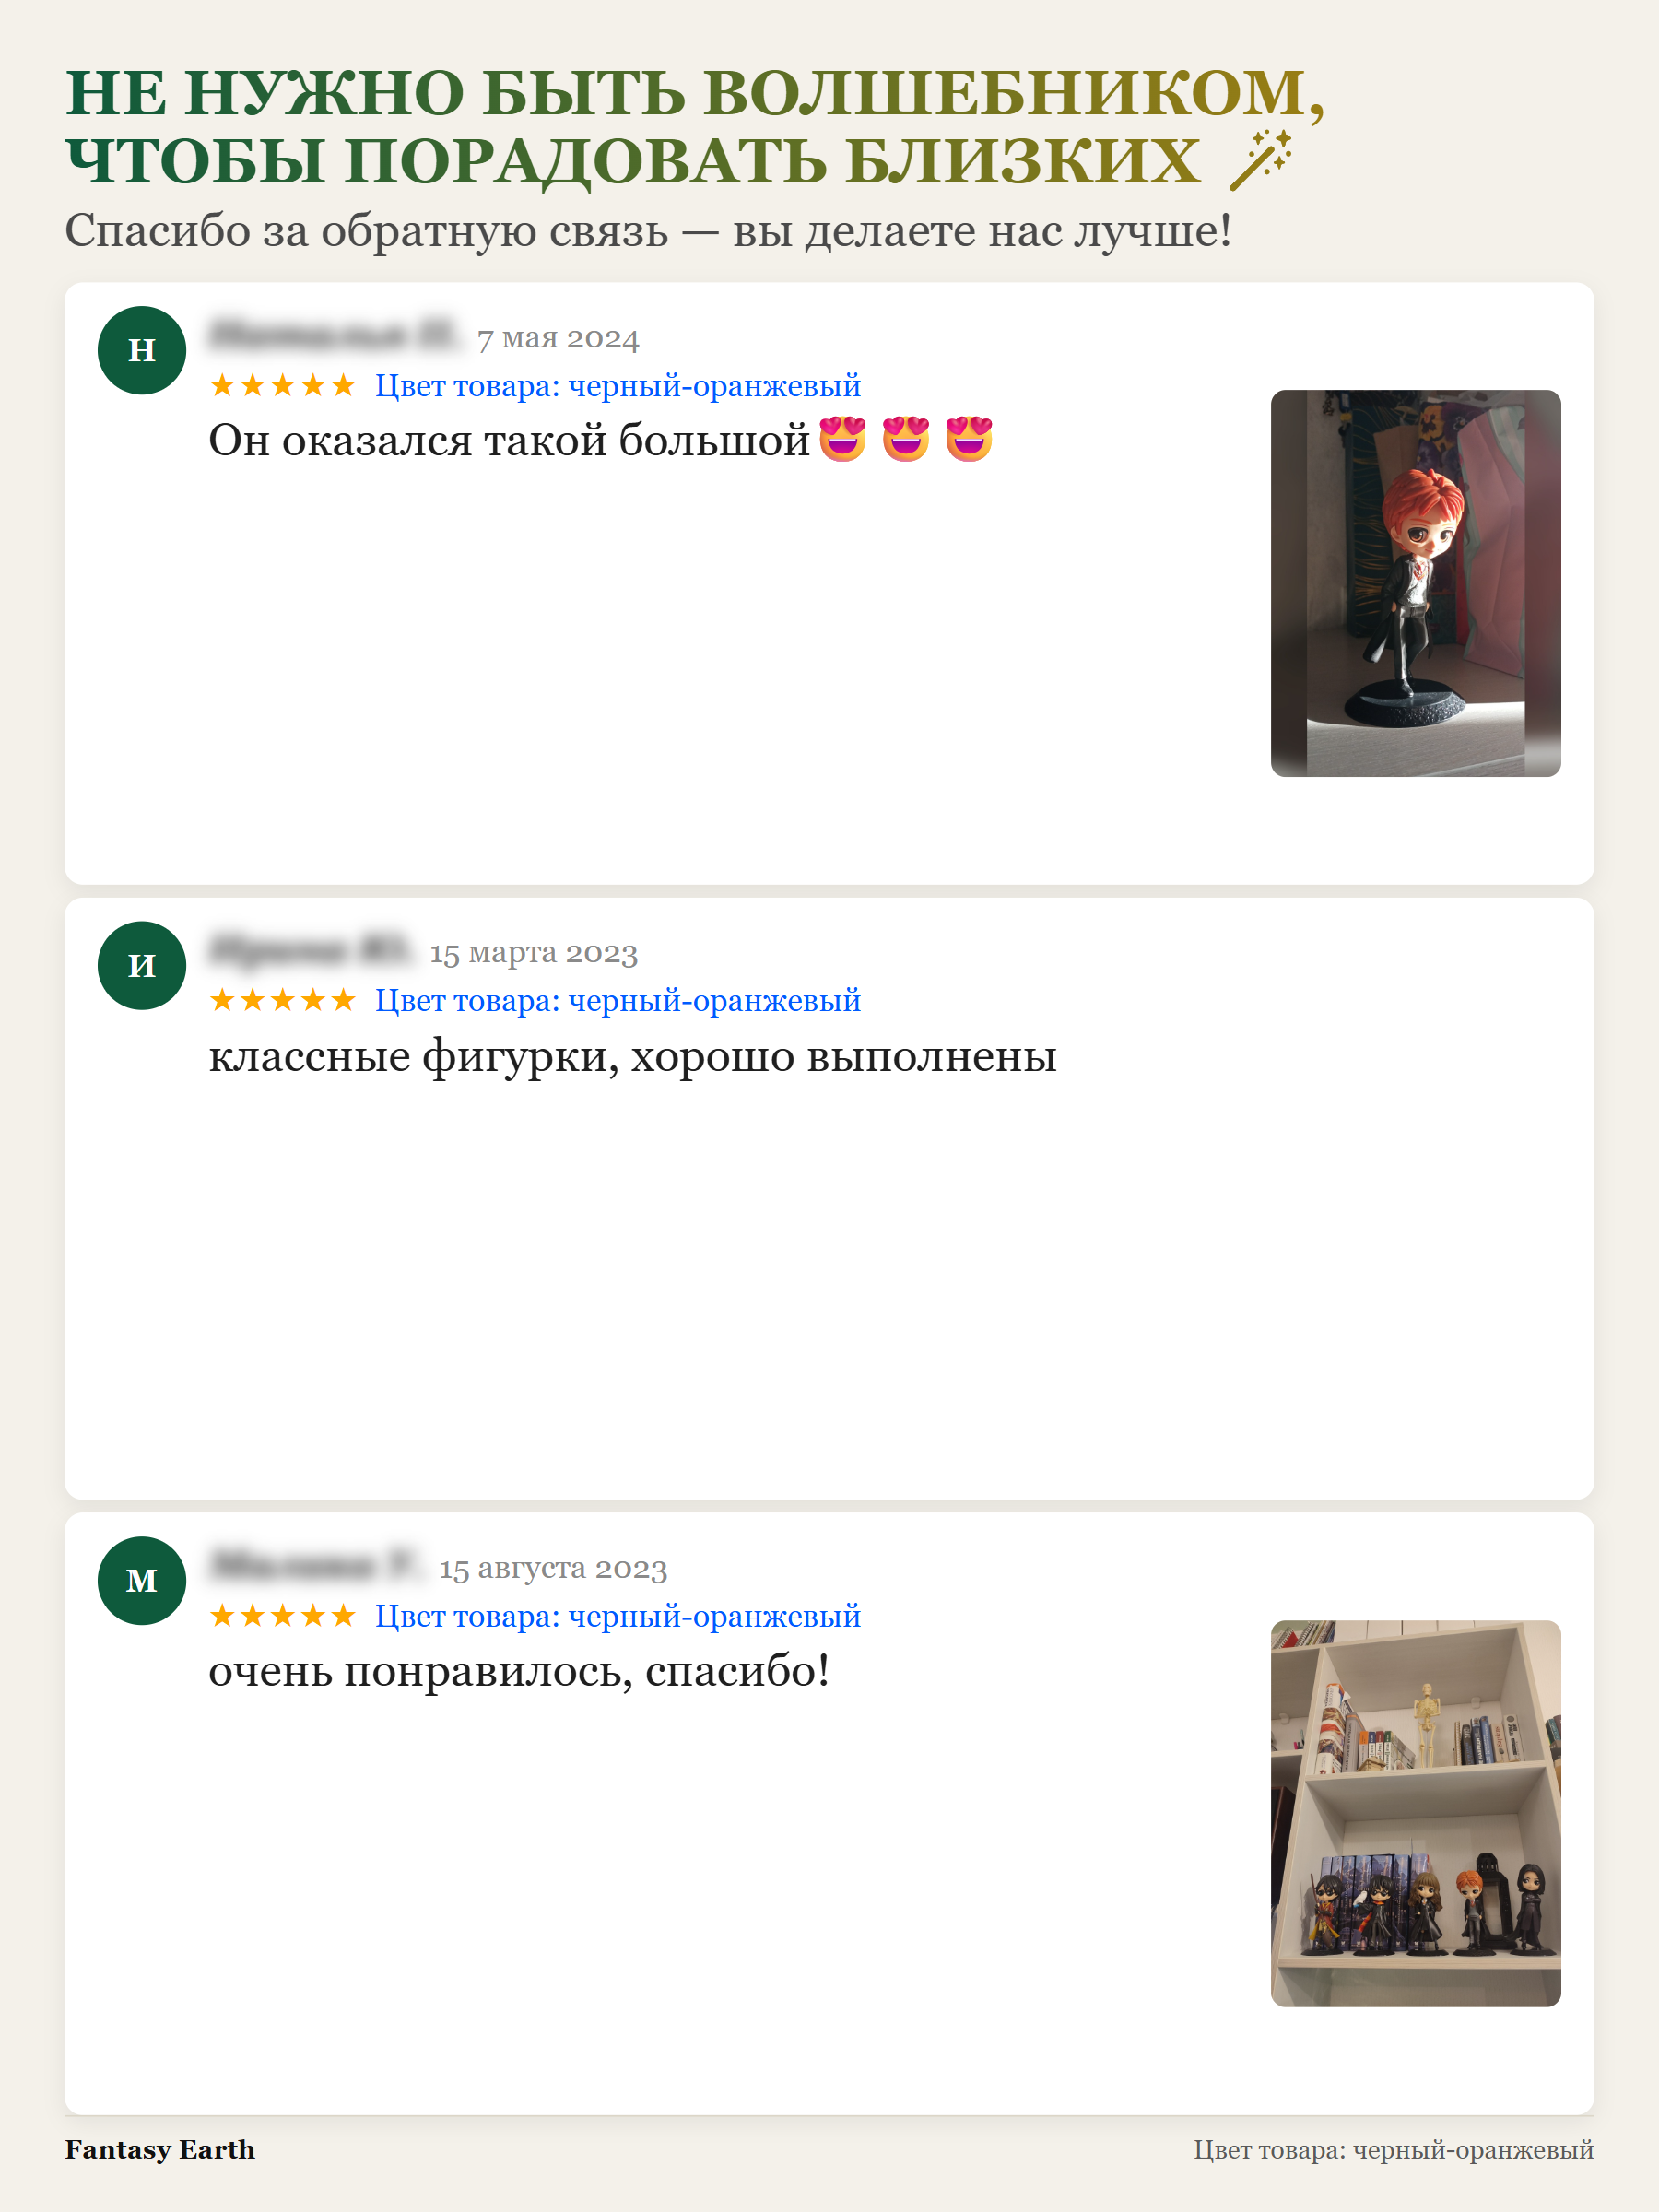 НЕ НУЖНО БЫТЬ ВОЛШЕБНИКОМ,
ЧТОБЫ ПОРАДОВАТЬ БЛИЗКИХ
Спасибо за обратную связь — вы делаете нас лучше!
Н
7 мая 2024
★★★★★ Цвет товара: черный-оранжевый
Он оказался такой большой😍 😍 😍
И
15 марта 2023
★★★★★ Цвет товара: черный-оранжевый
классные фигурки, хорошо выполнены
М
15 августа 2023
★★★★★ Цвет товара: черный-оранжевый
очень понравилось, спасибо!
Fantasy Earth
Цвет товара: черный-оранжевый